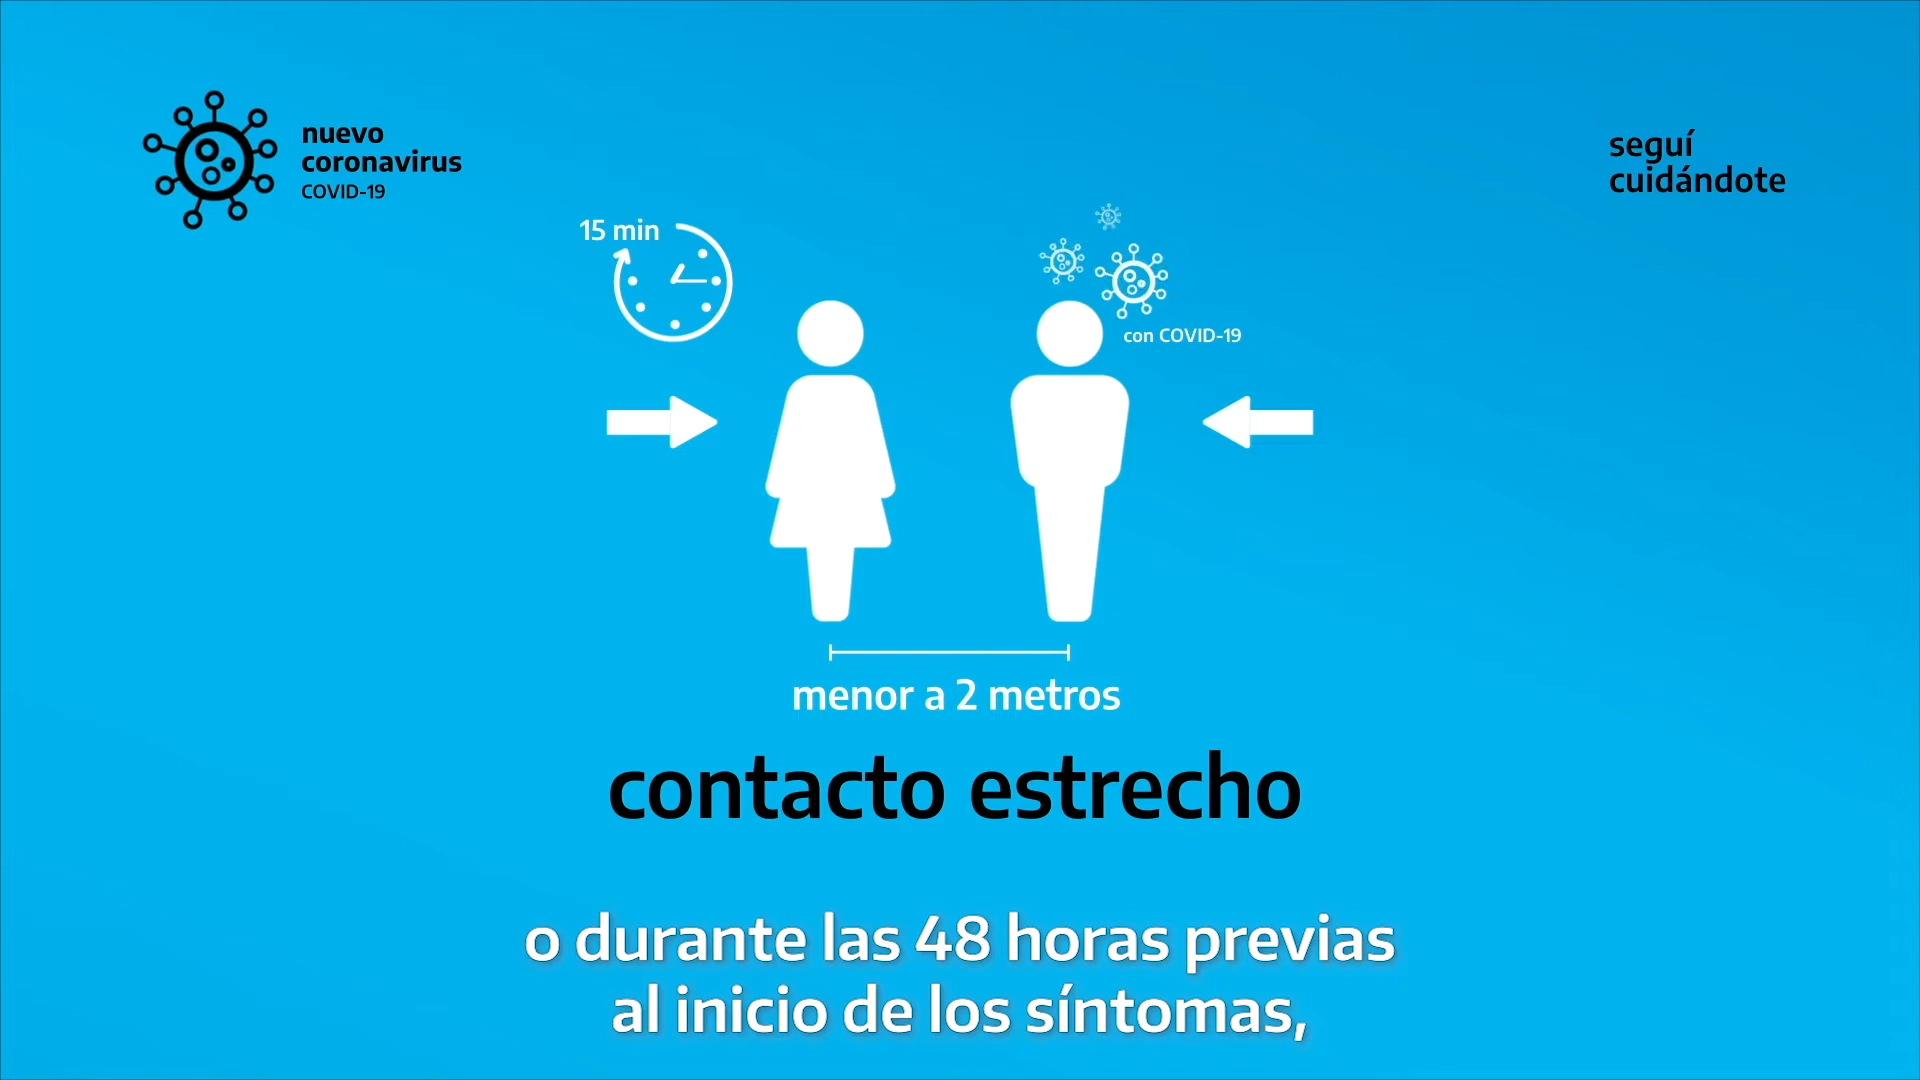 nuevo
coronavirus
COVID-19
seguí
cuidándote
15 min
con COVID-19
menor a 2 metros
contacto estrecho
o durante las 48 horas previas
al inicio de los síntomas,